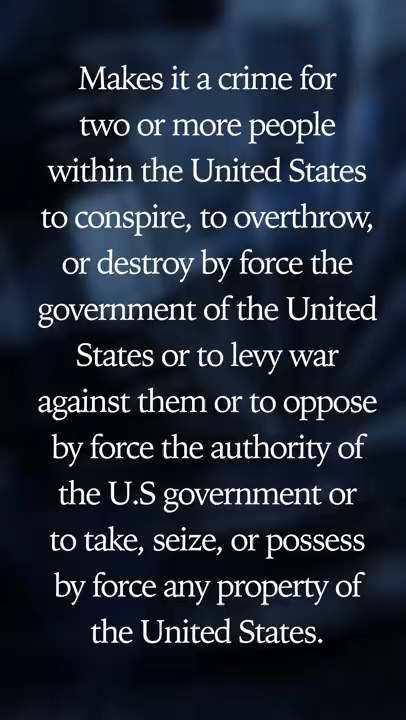 Makes it a crime for
two or more people
within the United States
to conspire, to overthrow,
or destroy by force the
government of the United
States or to levy war
against them or to oppose
by force the authority of
the U.S government or
to take, seize, or possess
by force any property of
the United States.